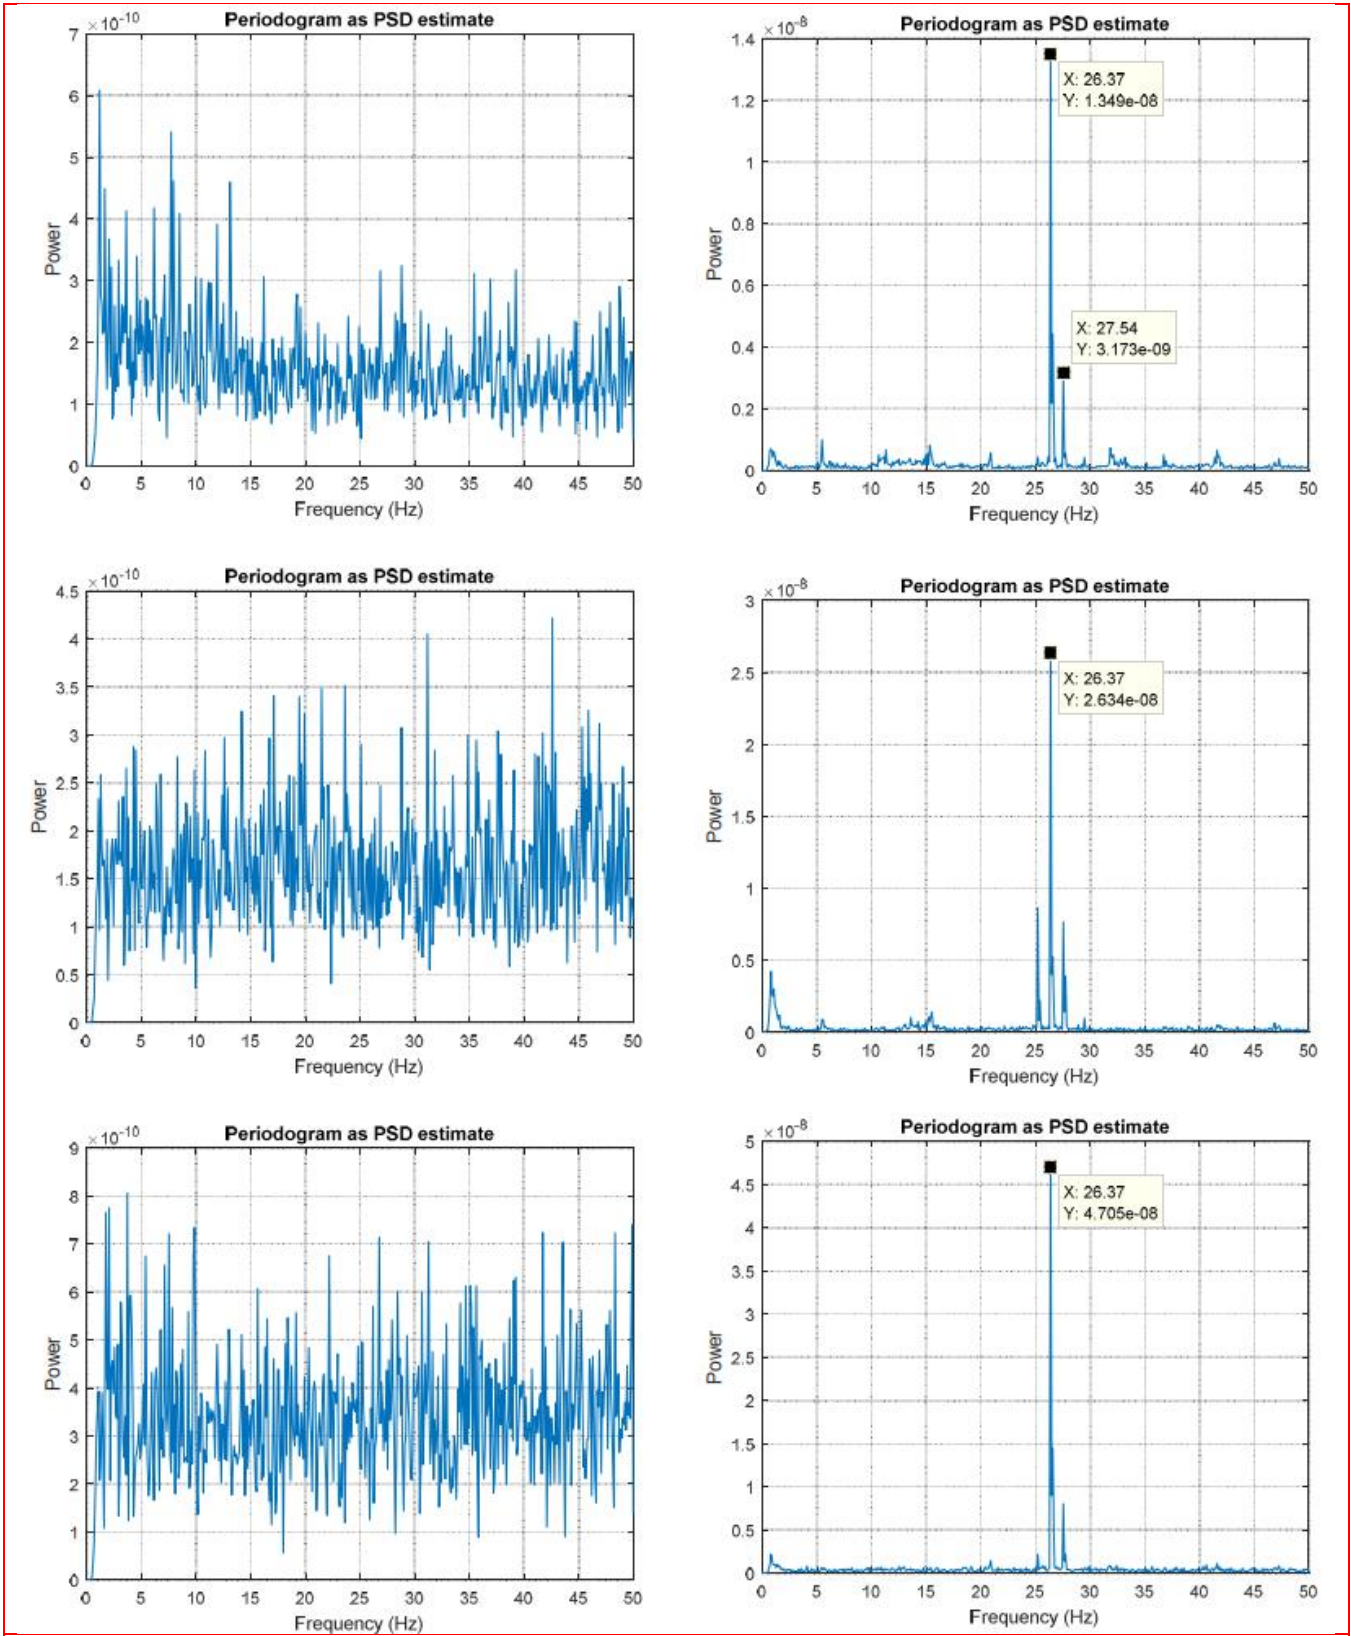 Periodogram as PSD estimate
×10-10
7
6
5
4
3
2
1
0
Power
0 5 10 15 20 25 30 35 40 45 50
Frequency (Hz)
Periodogram as PSD estimate
×10-8
1.4
1.2
1
0.8
0.6
0.4
0.2
0
Power
X: 26.37
Y: 1.349e-08
X: 27.54
Y: 3.173e-09
0 5 10 15 20 25 30 35 40 45 50
Frequency (Hz)
Periodogram as PSD estimate
×10-10
4.5
4
3.5
3
2.5
2
1.5
1
0.5
0
Power
0 5 10 15 20 25 30 35 40 45 50
Frequency (Hz)
Periodogram as PSD estimate
×10-8
3
2.5
2
1.5
1
0.5
0
Power
X: 26.37
Y: 2.634e-08
0 5 10 15 20 25 30 35 40 45 50
Frequency (Hz)
Periodogram as PSD estimate
×10-10
9
8
7
6
5
4
3
2
1
0
Power
0 5 10 15 20 25 30 35 40 45 50
Frequency (Hz)
Periodogram as PSD estimate
×10-8
5
4.5
4
3.5
3
2.5
2
1.5
1
0.5
0
Power
X: 26.37
Y: 4.705e-08
0 5 10 15 20 25 30 35 40 45 50
Frequency (Hz)